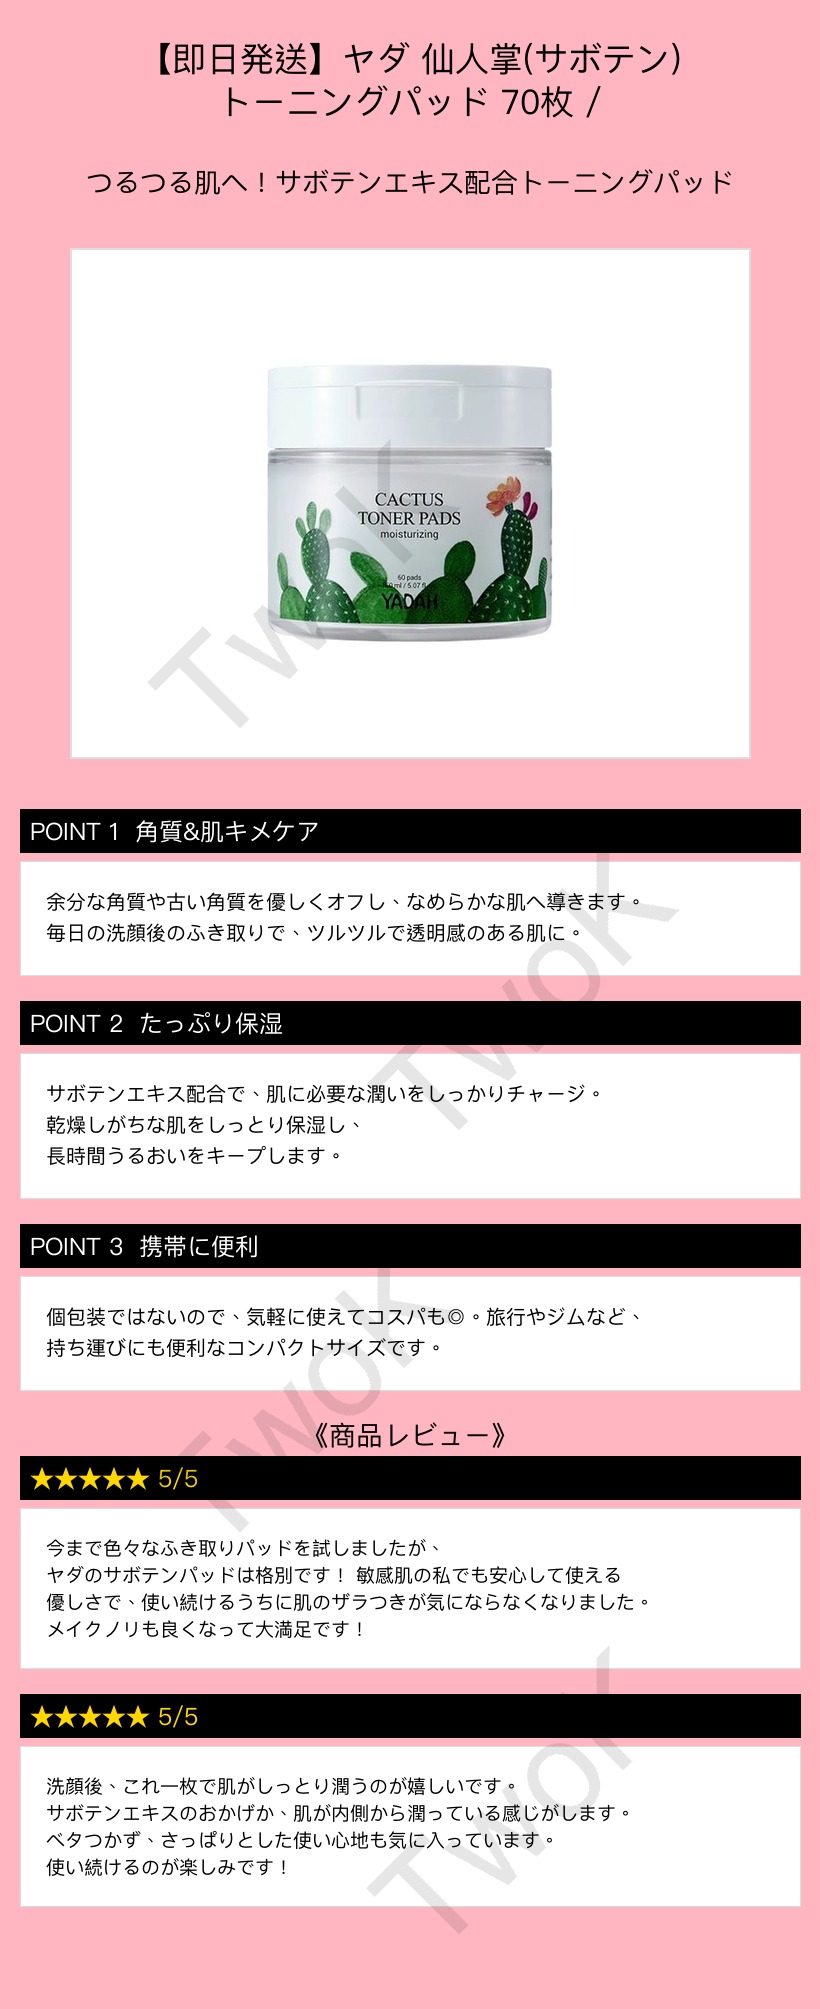 【即日発送】ヤダ 仙人掌(サボテン)
トーニングパッド 70枚 /
つるつる肌へ！サボテンエキス配合トーニングパッド
CACTUS
TONER PADS
moisturizing
60 pads
ml / 5.07 fl
YADAH
TwoK
POINT 1 角質&肌キメケア
余分な角質や古い角質を優しくオフし、なめらかな肌へ導きます。
毎日の洗顔後のふき取りで、ツルツルで透明感のある肌に。
TwoK
POINT 2 たっぷり保湿
サボテンエキス配合で、肌に必要な潤いをしっかりチャージ。
乾燥しがちな肌をしっとり保湿し、
長時間うるおいをキープします。
POINT 3 携帯に便利
個包装ではないので、気軽に使えてコスパも◎。旅行やジムなど、
持ち運びにも便利なコンパクトサイズです。
TwoK
《商品レビュー》
★★★★★ 5/5
今まで色々なふき取りパッドを試しましたが、
ヤダのサボテンパッドは格別です！ 敏感肌の私でも安心して使える
優しさで、使い続けるうちに肌のザラつきが気にならなくなりました。
メイクノリも良くなって大満足です！
★★★★★ 5/5
洗顔後、これ一枚で肌がしっとり潤うのが嬉しいです。
サボテンエキスのおかげか、肌が内側から潤っている感じがします。
ベタつかず、さっぱりとした使い心地も気に入っています。
使い続けるのが楽しみです！
TwoK